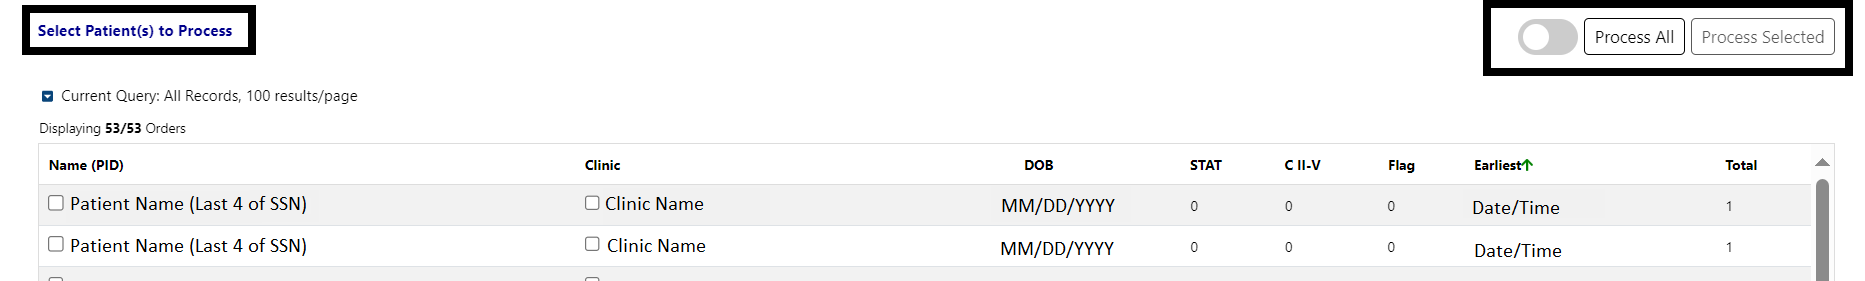 Select Patient(s) to Process
Process All Process Selected
Current Query: All Records, 100 results/page
Displaying 53/53 Orders
Name (PID) Clinic DOB STAT C II-V Flag Earliest Total
Patient Name (Last 4 of SSN) Clinic Name MM/DD/YYYY 0 0 0 Date/Time 1
Patient Name (Last 4 of SSN) Clinic Name MM/DD/YYYY 0 0 0 Date/Time 1